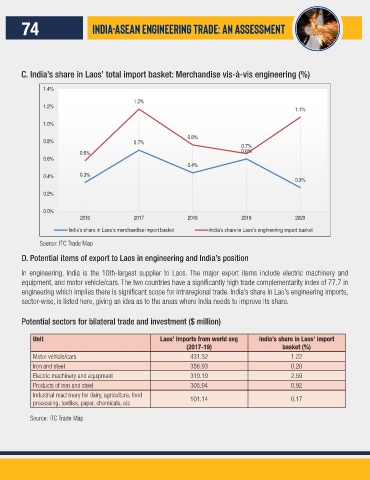 74
INDIA-ASEAN ENGINEERING TRADE: AN ASSESSMENT
C. India's share in Laos' total import basket: Merchandise vis-à-vis engineering (%)
1.4%
1.2%
1.0%
0.8%
0.6%
0.4%
0.2%
0.0%
1.2%
1.1%
0.8%
0.7%
0.7%
0.6%
0.6%
0.4%
0.3%
0.3%
2016 2017 2018 2019 2020
India's share in Laos's merchandise import basket India's share in Laos's engineering import basket
Source: ITC Trade Map
D. Potential items of export to Laos in engineering and India's position
In engineering, India is the 10th-largest supplier to Laos. The major export items include electric machinery and
equipment, and motor vehicle/cars. The two countries have a significantly high trade complementarity index of 77.7 in
engineering which implies there is significant scope for intraregional trade. India's share in Lao's engineering imports,
sector-wise, is listed here, giving an idea as to the areas where India needs to improve its share.
Potential sectors for bilateral trade and investment ($ million)
Unit Laos' imports from world avg India's share in Laos' import
(2017-19) basket (%)
Motor vehicle/cars 431.32 1.22
Iron and steel 356.93 0.20
Electric machinery and equipment 319.19 2.59
Products of iron and steel 305.94 0.92
Industrial machinery for dairy, agriculture, food
processing, textiles, paper, chemicals, etc 101.14 0.17
Source: ITC Trade Map